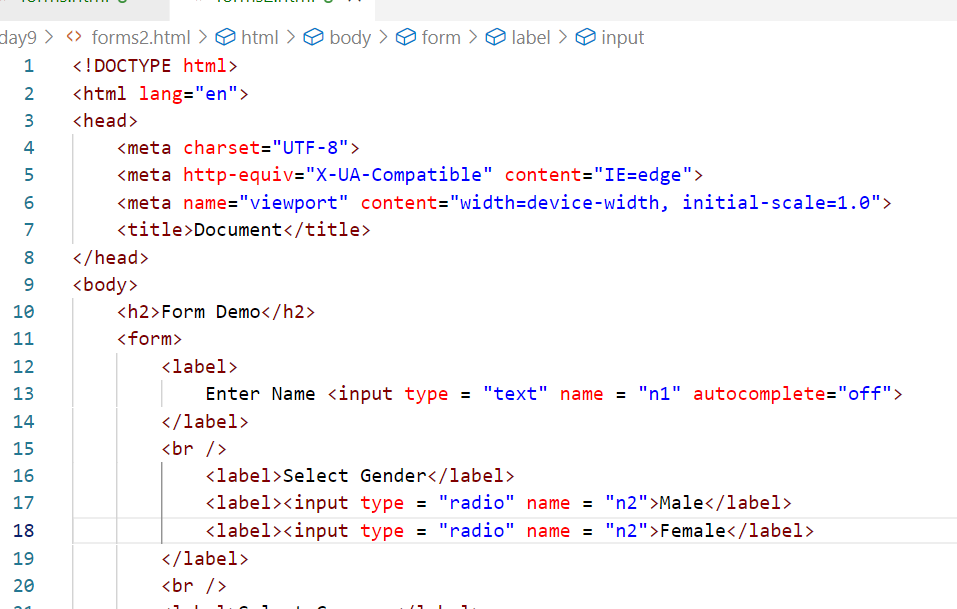 day9 > <> forms2.html > html > body > form > label > input
1 <!DOCTYPE html>
2 <html lang="en">
3 <head>
4 <meta charset="UTF-8">
5 <meta http-equiv="X-UA-Compatible" content="IE=edge">
6 <meta name="viewport" content="width=device-width, initial-scale=1.0">
7 <title>Document</title>
8 </head>
9 <body>
10 <h2>Form Demo</h2>
11 <form>
12 <label>
13 Enter Name <input type = "text" name = "n1" autocomplete="off">
14 </label>
15 <br />
16 <label>Select Gender</label>
17 <label><input type = "radio" name = "n2">Male</label>
18 <label><input type = "radio" name = "n2">Female</label>
19 </label>
20 <br />